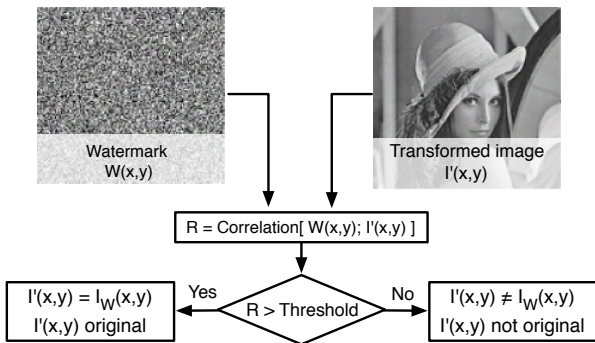 Watermark
W(x,y)
Transformed image
I'(x,y)
R = Correlation[ W(x,y); I'(x,y) ]
Yes
R > Threshold
No
I'(x,y) = I_W(x,y)
I'(x,y) original
I'(x,y) ≠ I_W(x,y)
I'(x,y) not original